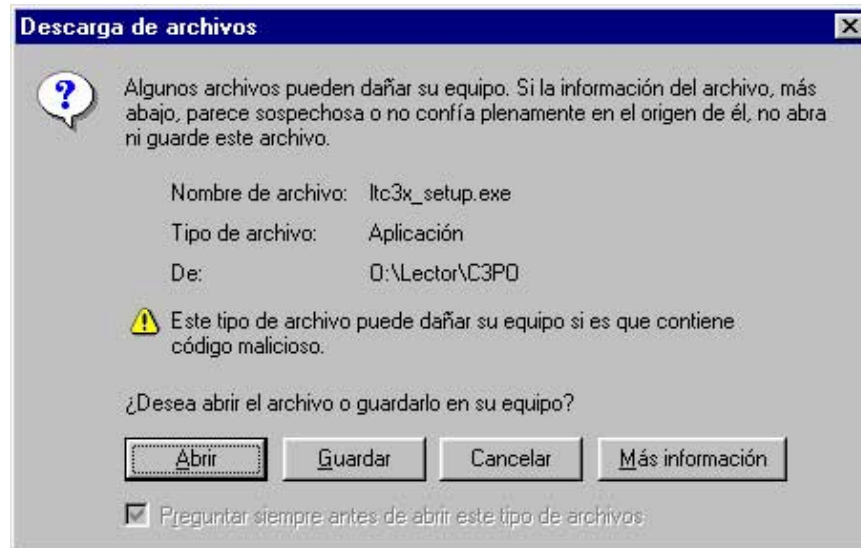 Descarga de archivos
Algunos archivos pueden dañar su equipo. Si la información del archivo, más
abajo, parece sospechosa o no confía plenamente en el origen de él, no abra
ni guarde este archivo.
Nombre de archivo: ltc3x_setup.exe
Tipo de archivo: Aplicación
De: O:\Lector\C3PO
Este tipo de archivo puede dañar su equipo si es que contiene
código malicioso.
¿Desea abrir el archivo o guardarlo en su equipo?
Abrir Guardar Cancelar Más información
Preguntar siempre antes de abrir este tipo de archivos